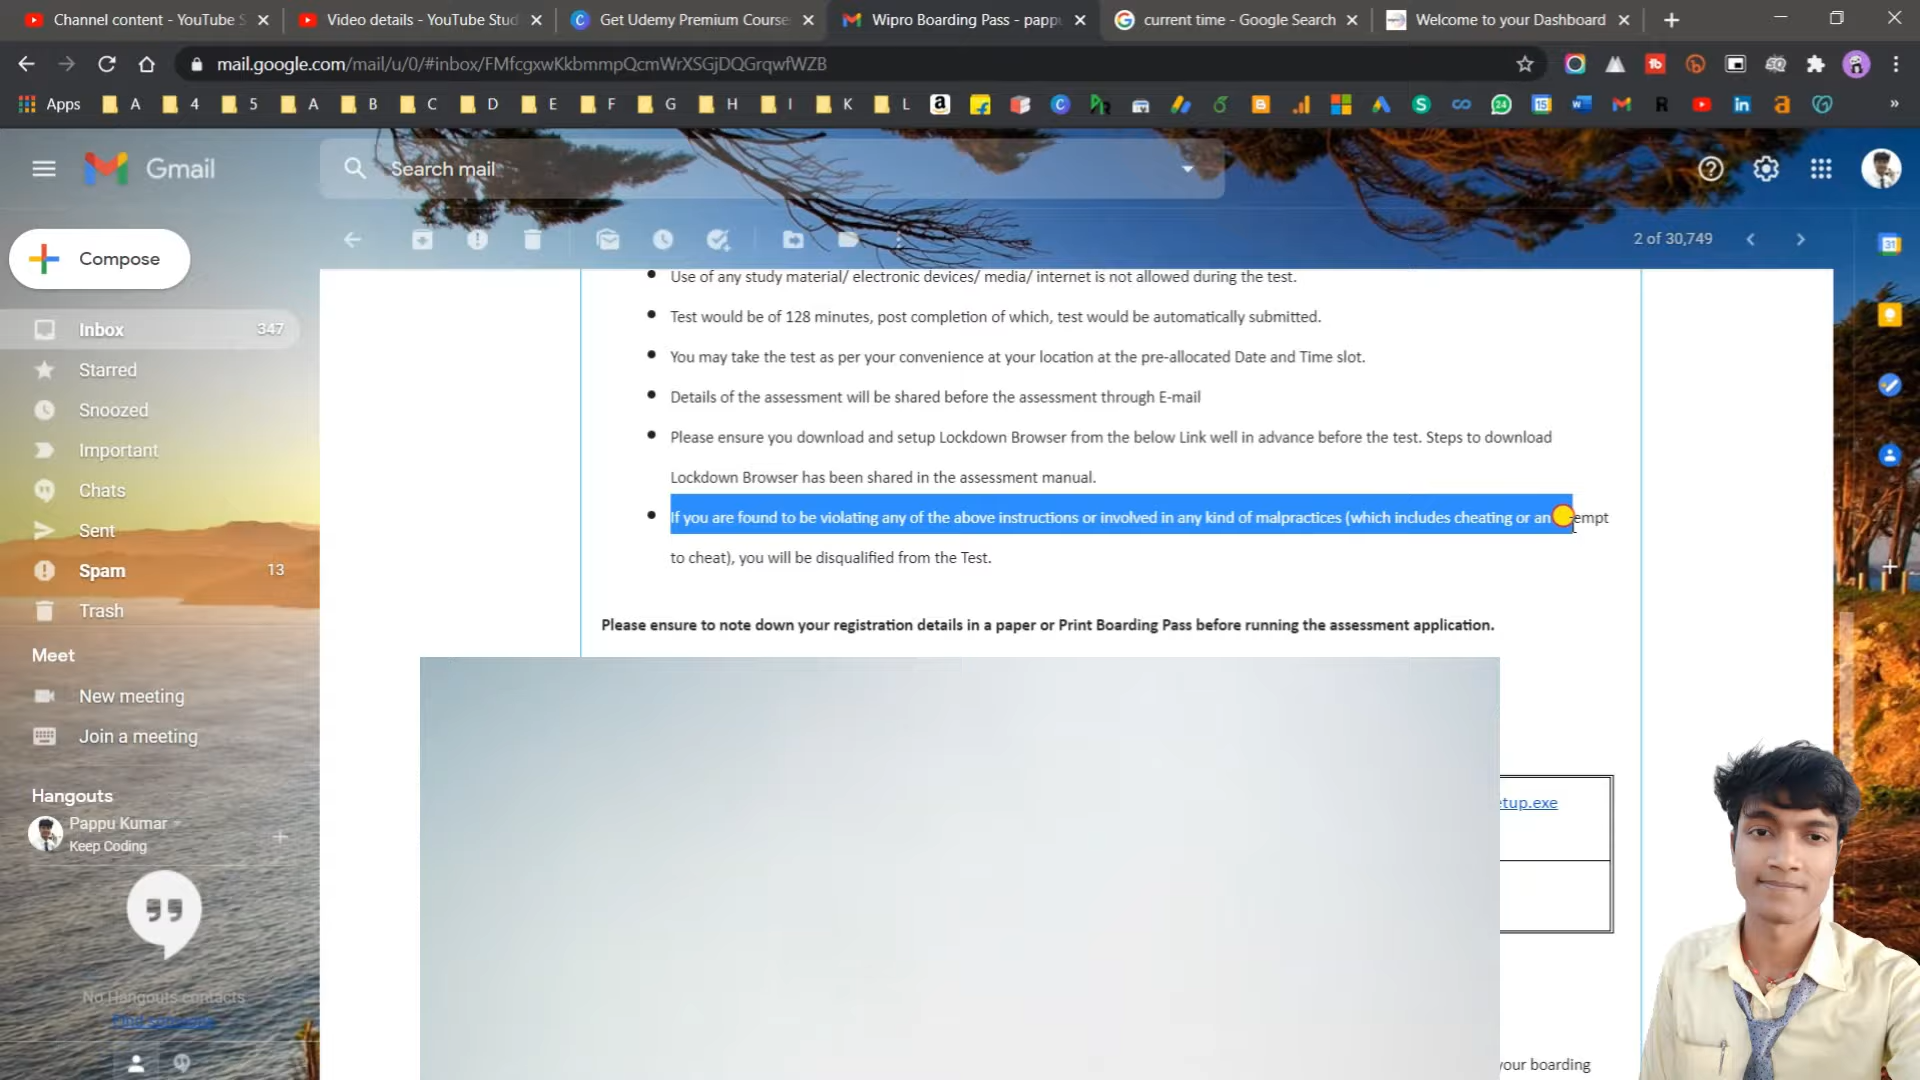 Channel content - YouTube S
Video details - YouTube Stud
Get Udemy Premium Course
Wipro Boarding Pass - papp
current time - Google Search
Welcome to your Dashboard
mail.google.com/mail/u/0/#inbox/FMfcgxwKkbmmpQcmWrXSGjDQGrqwfWZB
Apps A 4 5 A B C D E F G H I K L
Gmail
Search mail
2 of 30,749
Compose
Inbox 347
Starred
Snoozed
Important
Chats
Sent
Spam 13
Trash
Meet
New meeting
Join a meeting
Hangouts
Pappu Kumar
Keep Coding
No Hangouts contacts
Find someone
Use of any study material/ electronic devices/ media/ internet is not allowed during the test.
Test would be of 128 minutes, post completion of which, test would be automatically submitted.
You may take the test as per your convenience at your location at the pre-allocated Date and Time slot.
Details of the assessment will be shared before the assessment through E-mail
Please ensure you download and setup Lockdown Browser from the below Link well in advance before the test. Steps to download
Lockdown Browser has been shared in the assessment manual.
If you are found to be violating any of the above instructions or involved in any kind of malpractices (which includes cheating or an empt
to cheat), you will be disqualified from the Test.
Please ensure to note down your registration details in a paper or Print Boarding Pass before running the assessment application.
etup.exe
your boarding